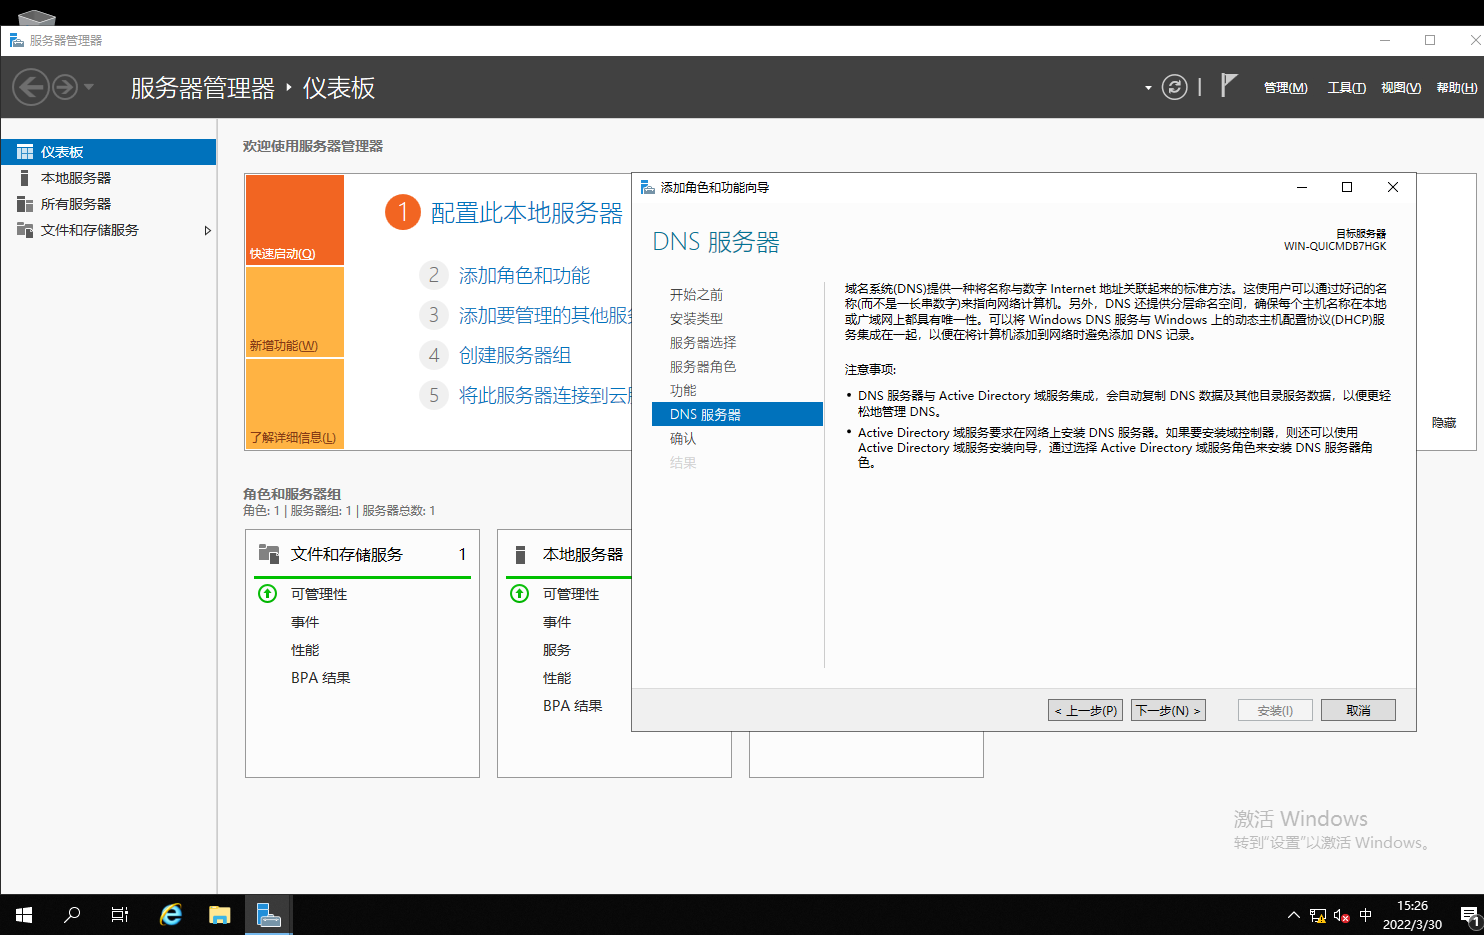 服务器管理器
服务器管理器 ‣ 仪表板
管理(M)
工具(T)
视图(V)
帮助(H)
仪表板
本地服务器
所有服务器
文件和存储服务
欢迎使用服务器管理器
快速启动(Q)
新增功能(W)
了解详细信息(L)
1 配置此本地服务器
2 添加角色和功能
3 添加要管理的其他服务
4 创建服务器组
5 将此服务器连接到云服
隐藏
角色和服务器组
角色: 1 | 服务器组: 1 | 服务器总数: 1
文件和存储服务 1
可管理性
事件
性能
BPA 结果
本地服务器
可管理性
事件
服务
性能
BPA 结果
添加角色和功能向导
DNS 服务器
目标服务器
WIN-QUICMDB7HGK
开始之前
安装类型
服务器选择
服务器角色
功能
DNS 服务器
确认
结果
域名系统(DNS)提供一种将名称与数字 Internet 地址关联起来的标准方法。这使用户可以通过好记的名
称(而不是一长串数字)来指向网络计算机。另外，DNS 还提供分层命名空间，确保每个主机名称在本地
或广域网上都具有唯一性。可以将 Windows DNS 服务与 Windows 上的动态主机配置协议(DHCP)服
务集成在一起，以便在将计算机添加到网络时避免添加 DNS 记录。
注意事项:
• DNS 服务器与 Active Directory 域服务集成，会自动复制 DNS 数据及其他目录服务数据，以便更轻
松地管理 DNS。
• Active Directory 域服务要求在网络上安装 DNS 服务器。如果要安装域控制器，则还可以使用
Active Directory 域服务安装向导，通过选择 Active Directory 域服务角色来安装 DNS 服务器角
色。
< 上一步(P)
下一步(N) >
安装(I)
取消
激活 Windows
转到"设置"以激活 Windows。
中
15:26
2022/3/30
1